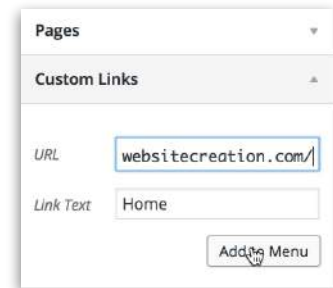 Pages
Custom Links
URL websitecreation.com/
Link Text Home
Add to Menu